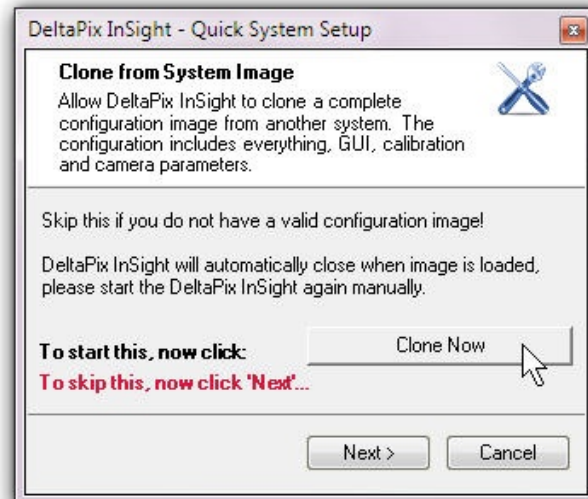 DeltaPix InSight - Quick System Setup
Clone from System Image
Allow DeltaPix InSight to clone a complete
configuration image from another system. The
configuration includes everything, GUI, calibration
and camera parameters.
Skip this if you do not have a valid configuration image!
DeltaPix InSight will automatically close when image is loaded,
please start the DeltaPix InSight again manually.
To start this, now click:
Clone Now
To skip this, now click 'Next'...
Next >
Cancel